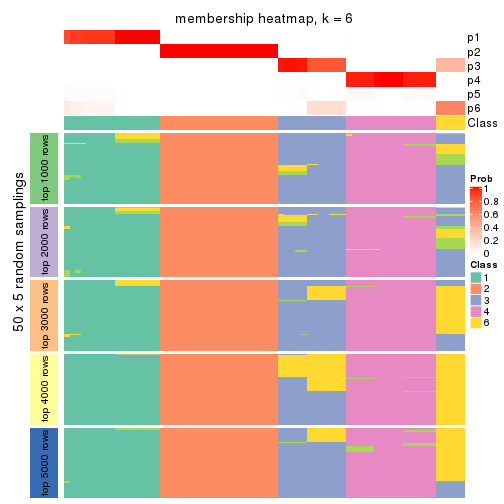 membership heatmap, k = 6
p1
p2
p3
p4
p5
p6
Class
50 x 5 random samplings
top 1000 rows
top 2000 rows
top 3000 rows
top 4000 rows
top 5000 rows
Prob
1
0.8
0.6
0.4
0.2
0
Class
1
2
3
4
6